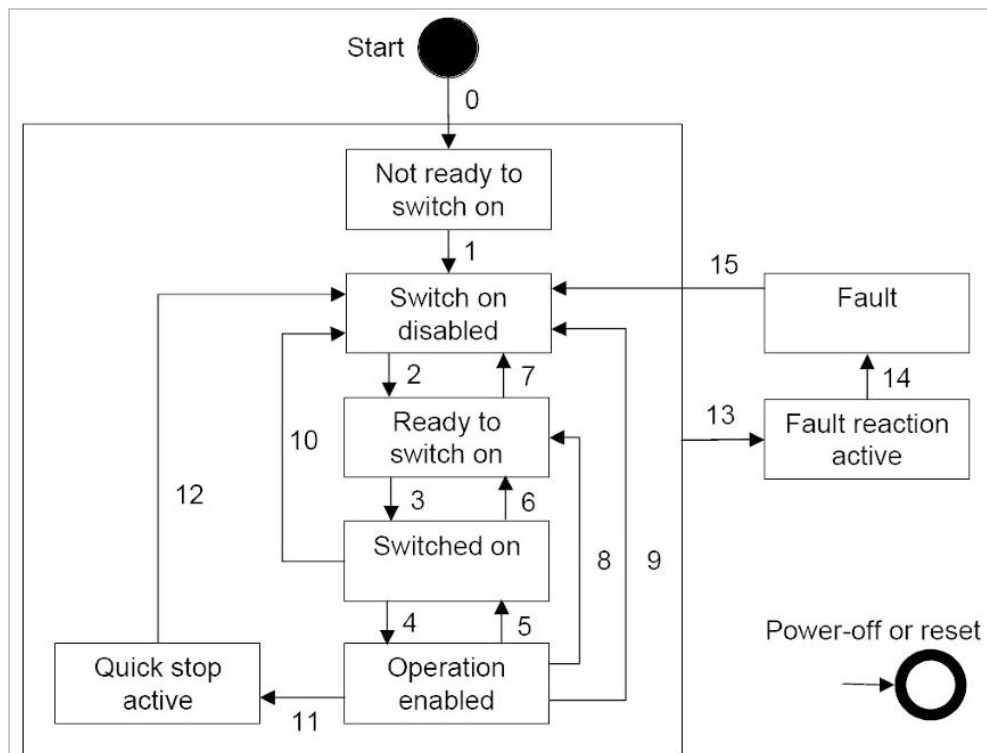 Start
0
Not ready to
switch on
1
15
Switch on
disabled
Fault
2
7
14
13
Ready to
switch on
Fault reaction
active
10
12
3
6
Switched on
8
9
4
5
Power-off or reset
Quick stop
active
Operation
enabled
11